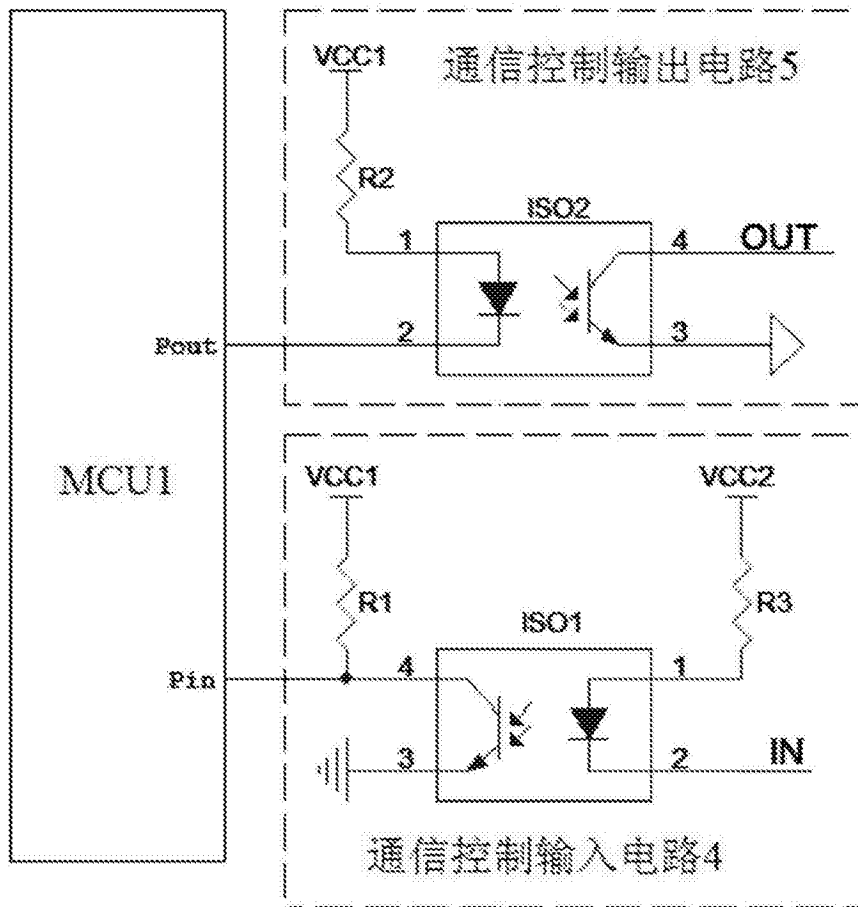 VCC1
通信控制输出电路5
R2
ISO2
1
4
OUT
Pout
2
3
MCU1
VCC1
VCC2
R1
R3
ISO1
Pin
4
1
3
2
IN
通信控制输入电路4